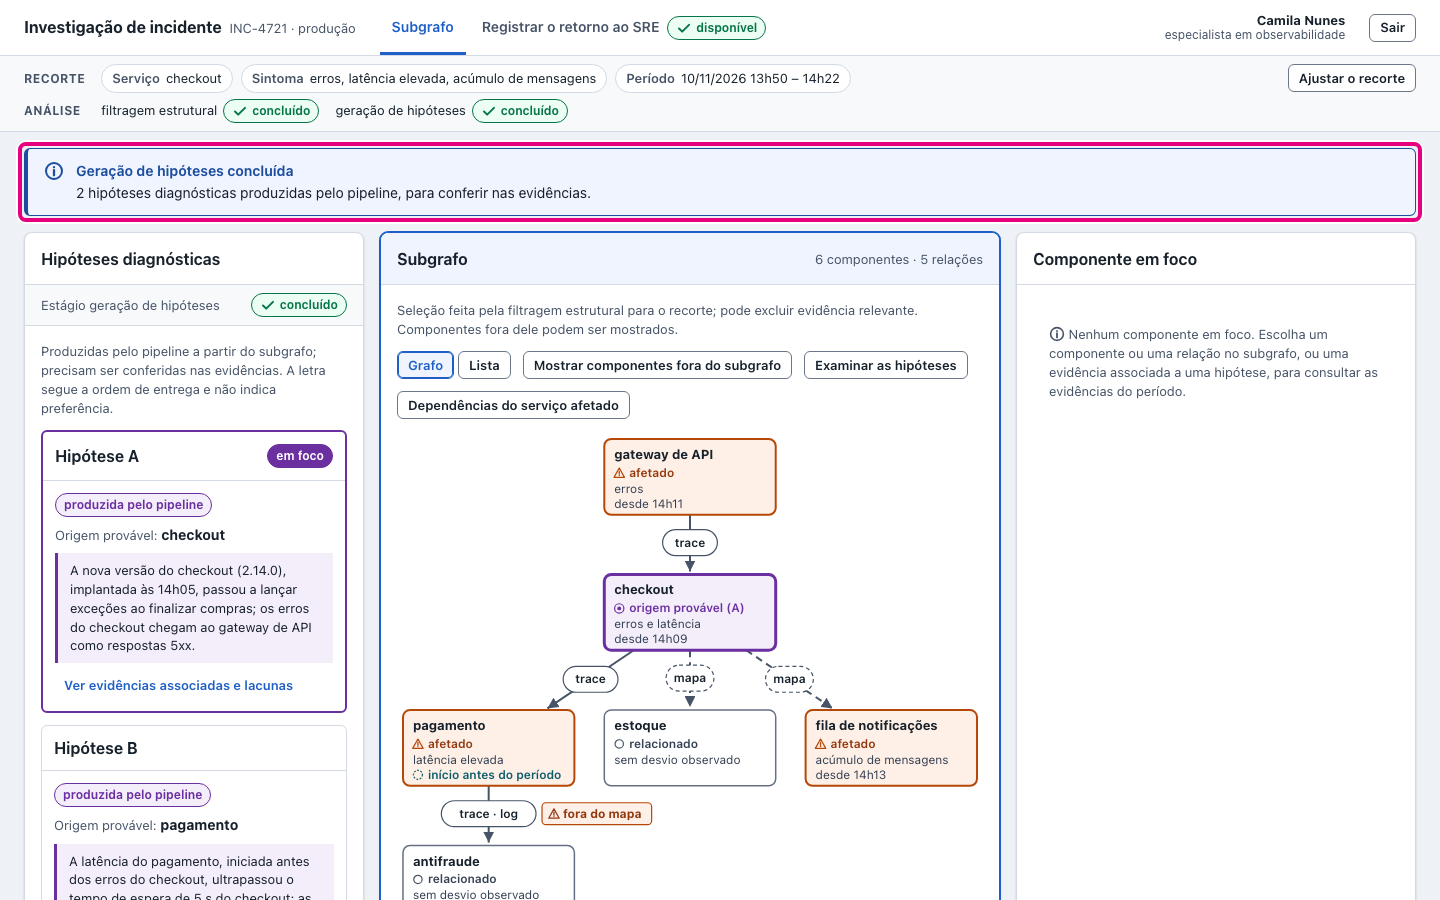 Investigação de incidente INC-4721 · produção Subgrafo Registrar o retorno ao SRE disponível Camila Nunes
especialista em observabilidade
Sair
RECORTE Serviço checkout Sintoma erros, latência elevada, acúmulo de mensagens Período 10/11/2026 13h50 – 14h22 Ajustar o recorte
ANÁLISE filtragem estrutural concluído geração de hipóteses concluído
Geração de hipóteses concluída
2 hipóteses diagnósticas produzidas pelo pipeline, para conferir nas evidências.
Hipóteses diagnósticas
Estágio geração de hipóteses concluído
Produzidas pelo pipeline a partir do subgrafo;
precisam ser conferidas nas evidências. A letra
segue a ordem de entrega e não indica
preferência.
Hipótese A em foco
produzida pelo pipeline
Origem provável: checkout
A nova versão do checkout (2.14.0),
implantada às 14h05, passou a lançar
exceções ao finalizar compras; os erros
do checkout chegam ao gateway de API
como respostas 5xx.
Ver evidências associadas e lacunas
Hipótese B
produzida pelo pipeline
Origem provável: pagamento
A latência do pagamento, iniciada antes
dos erros do checkout, ultrapassou o
tempo de espera de 5 s do checkout; as
Subgrafo 6 componentes · 5 relações
Seleção feita pela filtragem estrutural para o recorte; pode excluir evidência relevante.
Componentes fora dele podem ser mostrados.
Grafo Lista Mostrar componentes fora do subgrafo Examinar as hipóteses
Dependências do serviço afetado
gateway de API
afetado
erros
desde 14h11
trace
checkout
origem provável (A)
erros e latência
desde 14h09
trace mapa mapa
pagamento
afetado
latência elevada
início antes do período
estoque
relacionado
sem desvio observado
fila de notificações
afetado
acúmulo de mensagens
desde 14h13
trace · log fora do mapa
antifraude
relacionado
sem desvio observado
Componente em foco
Nenhum componente em foco. Escolha um
componente ou uma relação no subgrafo, ou uma
evidência associada a uma hipótese, para consultar as
evidências do período.